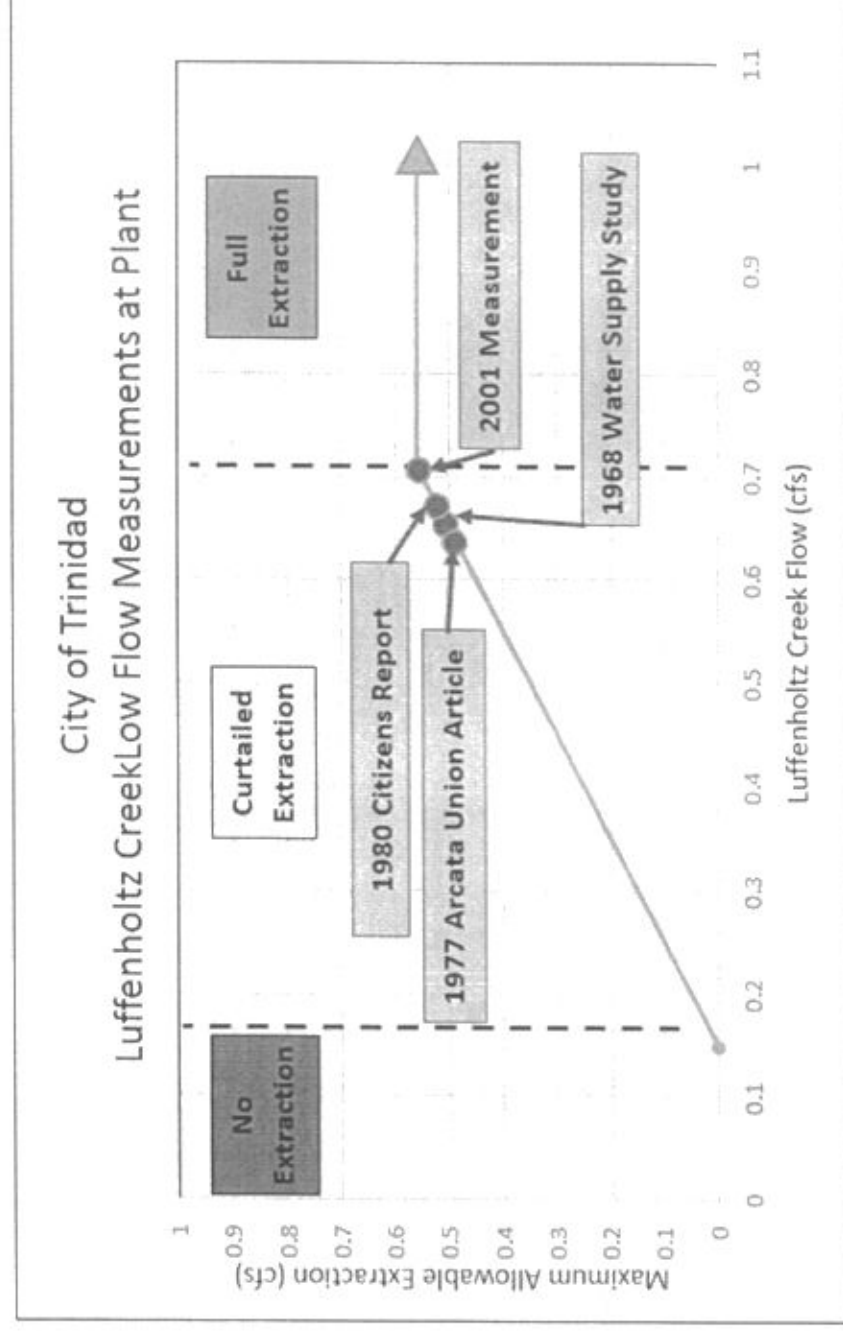 City of Trinidad
Luffenholtz CreekLow Flow Measurements at Plant
No
Extraction
Curtailed
Extraction
Full
Extraction
1980 Citizens Report
1977 Arcata Union Article
2001 Measurement
1968 Water Supply Study
Maximum Allowable Extraction (cfs)
1
0.9
0.8
0.7
0.6
0.5
0.4
0.3
0.2
0.1
0
0
0.1
0.2
0.3
0.4
0.5
0.6
0.7
0.8
0.9
1
1.1
Luffenholtz Creek Flow (cfs)